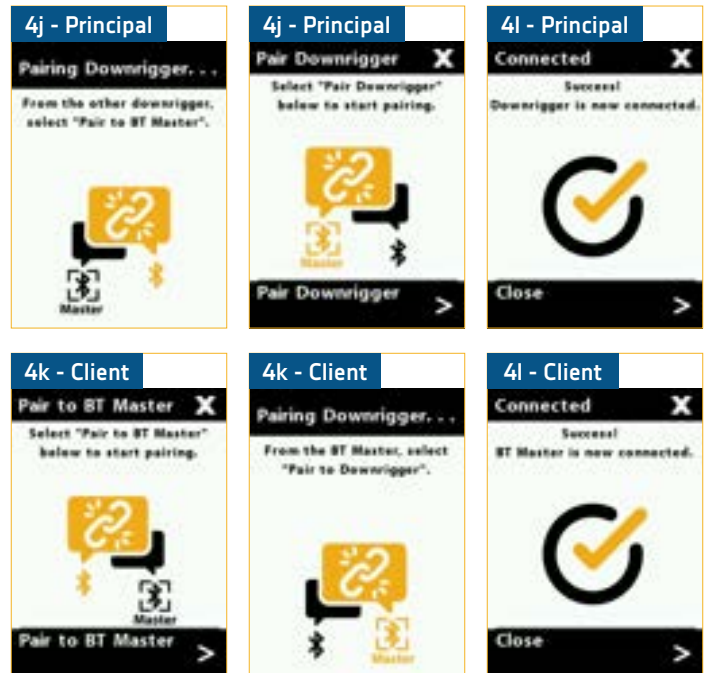 4j - Principal
Pairing Downrigger. . .
From the other downrigger,
select "Pair to BT Master".
Master
4j - Principal
Pair Downrigger X
Select "Pair Downrigger"
below to start pairing.
Master
Pair Downrigger >
4l - Principal
Connected X
Success!
Downrigger is now connected.
Close >
4k - Client
Pair to BT Master X
Select "Pair to BT Master"
below to start pairing.
Master
Pair to BT Master >
4k - Client
Pairing Downrigger. . .
From the BT Master, select
"Pair to Downrigger".
Master
4l - Client
Connected X
Success!
BT Master is now connected.
Close >